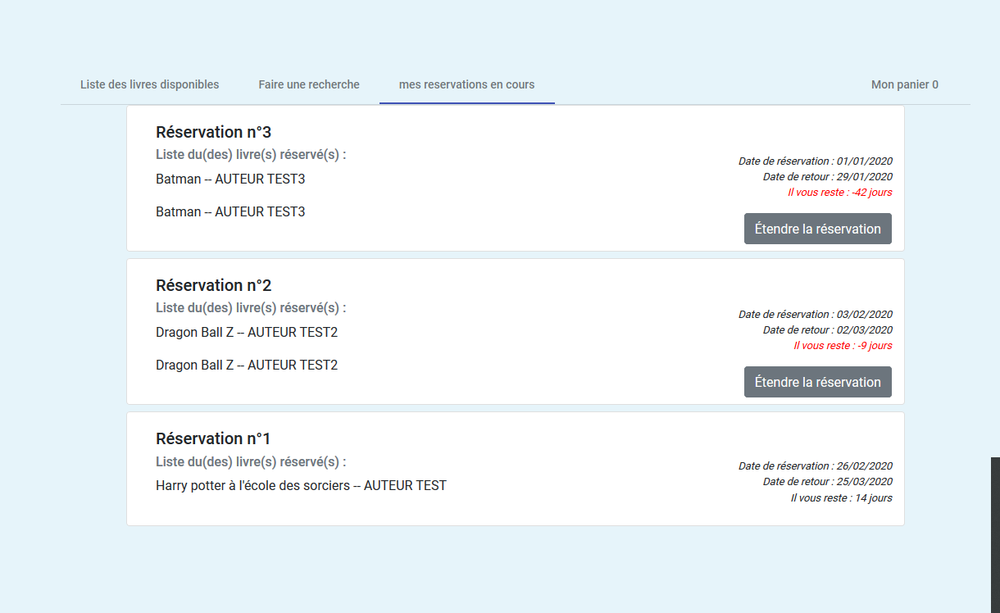 Liste des livres disponibles
Faire une recherche
mes reservations en cours
Mon panier 0
Réservation n°3
Liste du(des) livre(s) réservé(s) :
Batman -- AUTEUR TEST3
Batman -- AUTEUR TEST3
Date de réservation : 01/01/2020
Date de retour : 29/01/2020
Il vous reste : -42 jours
Étendre la réservation
Réservation n°2
Liste du(des) livre(s) réservé(s) :
Dragon Ball Z -- AUTEUR TEST2
Dragon Ball Z -- AUTEUR TEST2
Date de réservation : 03/02/2020
Date de retour : 02/03/2020
Il vous reste : -9 jours
Étendre la réservation
Réservation n°1
Liste du(des) livre(s) réservé(s) :
Harry potter à l'école des sorciers -- AUTEUR TEST
Date de réservation : 26/02/2020
Date de retour : 25/03/2020
Il vous reste : 14 jours